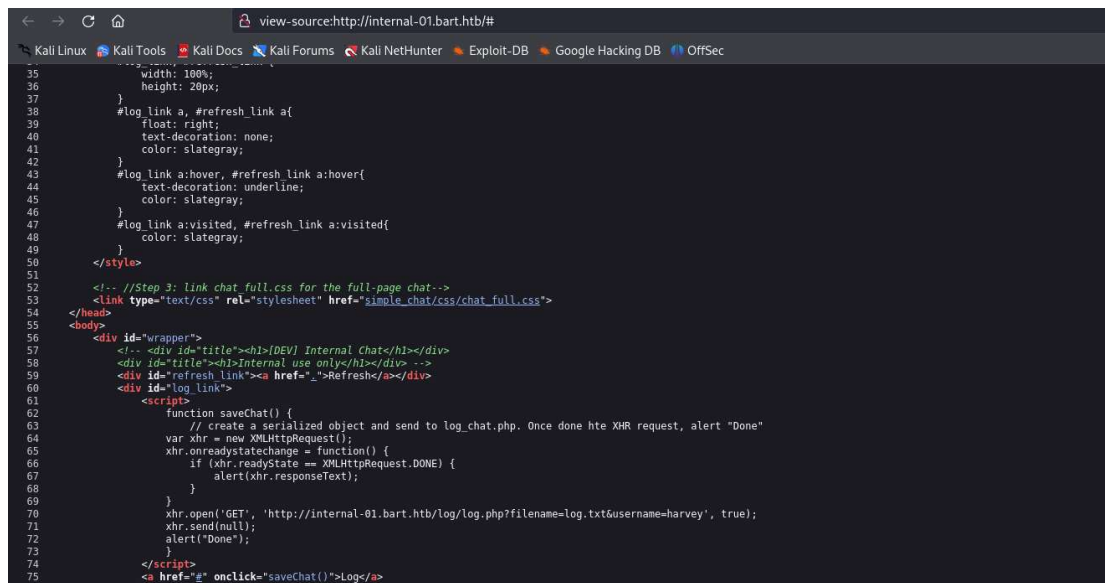 view-source:http://internal-01.bart.htb/#
Kali Linux Kali Tools Kali Docs Kali Forums Kali NetHunter Exploit-DB Google Hacking DB OffSec
35 width: 100%;
36 height: 20px;
37 }
38 #log_link a, #refresh_link a{
39 float: right;
40 text-decoration: none;
41 color: slategray;
42 }
43 #log_link a:hover, #refresh_link a:hover{
44 text-decoration: underline;
45 color: slategray;
46 }
47 #log_link a:visited, #refresh_link a:visited{
48 color: slategray;
49 }
50 </style>
51
52 <!-- //Step 3: link chat_full.css for the full-page chat-->
53 <link type="text/css" rel="stylesheet" href="simple_chat/css/chat_full.css">
54 </head>
55 <body>
56 <div id="wrapper">
57 <!-- <div id="title"><h1>[DEV] Internal Chat</h1></div>
58 <div id="title"><h1>Internal use only</h1></div> -->
59 <div id="refresh_link"><a href=".">Refresh</a></div>
60 <div id="log_link">
61 <script>
62 function saveChat() {
63 // create a serialized object and send to log_chat.php. Once done hte XHR request, alert "Done"
64 var xhr = new XMLHttpRequest();
65 xhr.onreadystatechange = function() {
66 if (xhr.readyState == XMLHttpRequest.DONE) {
67 alert(xhr.responseText);
68 }
69 }
70 xhr.open('GET', 'http://internal-01.bart.htb/log/log.php?filename=log.txt&username=harvey', true);
71 xhr.send(null);
72 alert("Done");
73 }
74 </script>
75 <a href="#" onclick="saveChat()">Log</a>